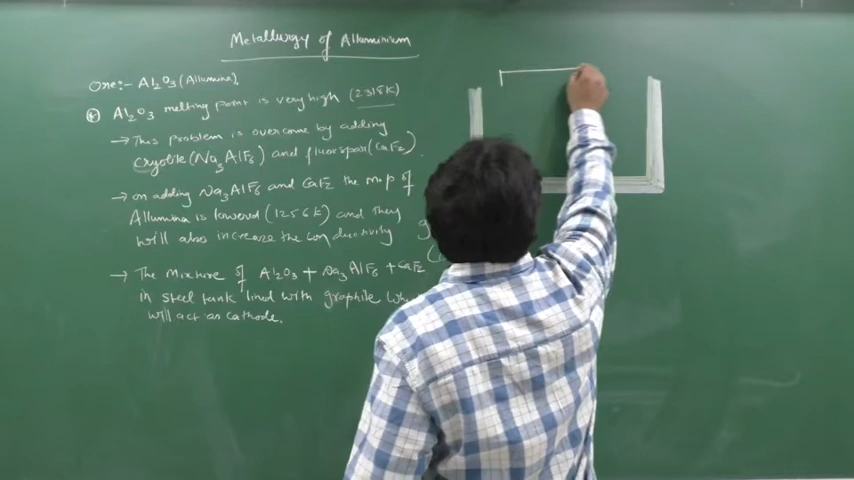 Metallurgy of Alluminium
One:- Al2O3 (Allumina).
* Al2O3 melting point is very high (2318K)
→ This problem is overcome by adding
cryolite (Na3AlF6) and fluorspar (CaF2).
→ on adding Na3AlF6 and CaF2 the M.P of
Allumina is lowered (1256K) and they
will also increase the conductivity
→ The Mixture of Al2O3 + Na3AlF6 + CaF2
in steel tank lined with graphite
will act as cathode.